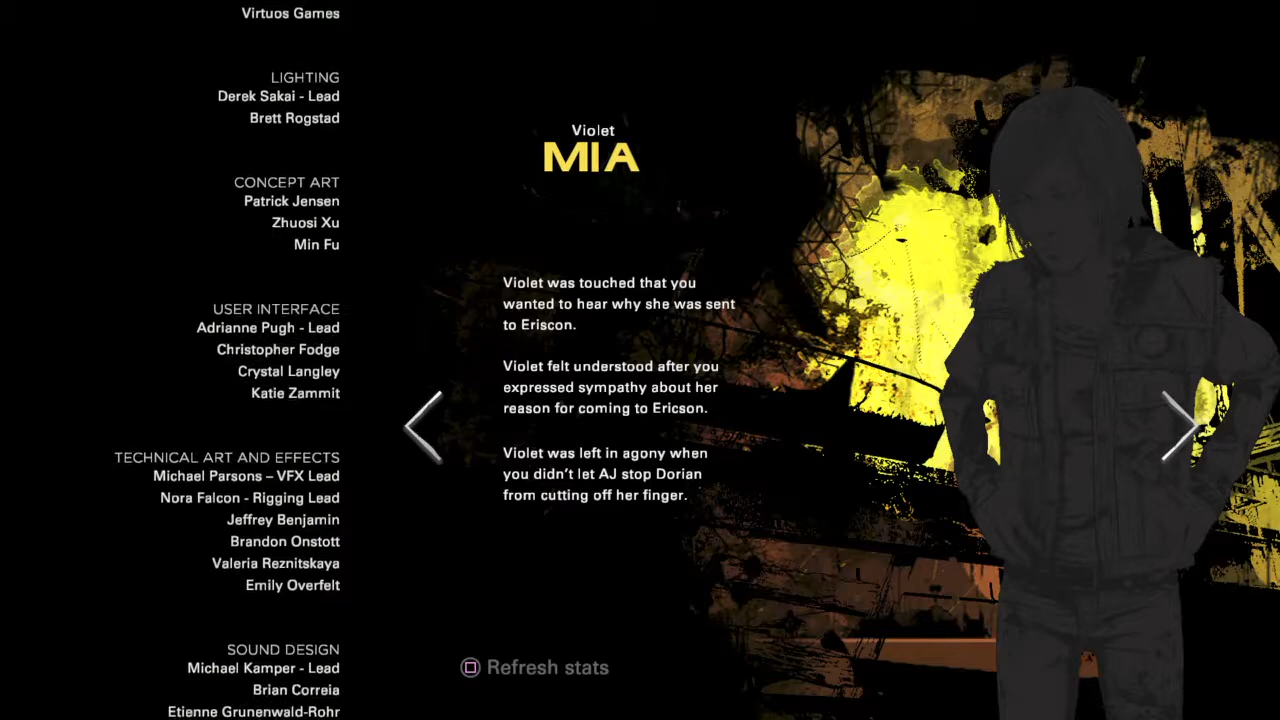 Virtuos Games
LIGHTING
Derek Sakai - Lead
Brett Rogstad
CONCEPT ART
Patrick Jensen
Zhuosi Xu
Min Fu
USER INTERFACE
Adrianne Pugh - Lead
Christopher Fodge
Crystal Langley
Katie Zammit
TECHNICAL ART AND EFFECTS
Michael Parsons – VFX Lead
Nora Falcon - Rigging Lead
Jeffrey Benjamin
Brandon Onstott
Valeria Reznitskaya
Emily Overfelt
SOUND DESIGN
Michael Kamper - Lead
Brian Correia
Etienne Grunenwald-Rohr
Violet
MIA
Violet was touched that you
wanted to hear why she was sent
to Eriscon.
Violet felt understood after you
expressed sympathy about her
reason for coming to Ericson.
Violet was left in agony when
you didn't let AJ stop Dorian
from cutting off her finger.
Refresh stats